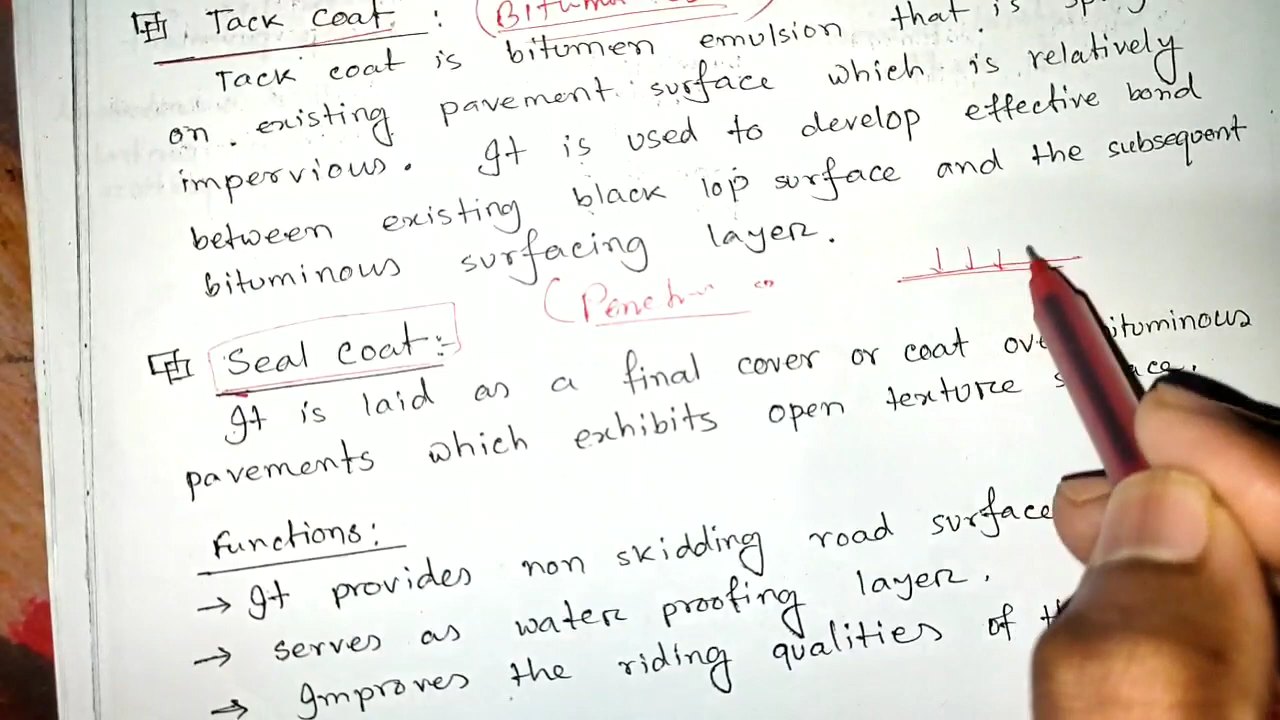 Tack Coat :
Tack coat is bitumen emulsion that is
on existing pavement surface which is relatively
impervious. It is used to develop effective bond
between existing black top surface and the subsequent
bituminous surfacing layer.
Seal Coat :-
It is laid as a final cover or coat
pavements which exhibits open texture
Functions :
→ It provides non skidding road surface
→ serves as water proofing layer.
→ Improves the riding qualities of